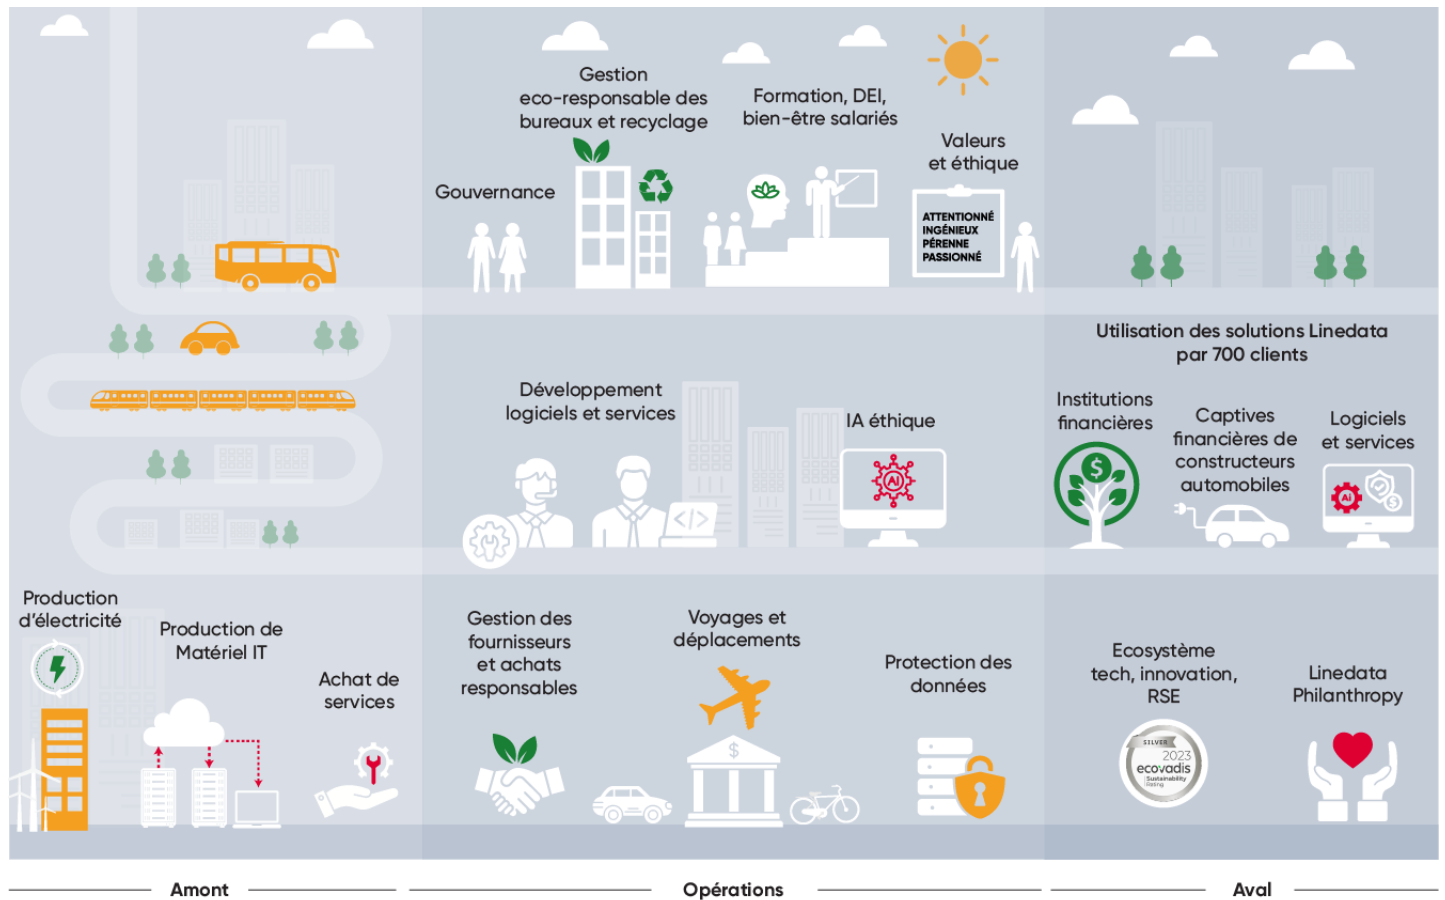 Gestion
eco-responsable des
bureaux et recyclage
Formation, DEI,
bien-être salariés
Valeurs
et éthique
Gouvernance
ATTENTIONNÉ
INGÉNIEUX
PÉRENNE
PASSIONNÉ
Utilisation des solutions Linedata
par 700 clients
Développement
logiciels et services
IA éthique
AI
</>
Institutions
financières
$
Captives
financières de
constructeurs
automobiles
Logiciels
et services
Ai
$
Production
d'électricité
Production de
Matériel IT
Achat de
services
Gestion des
fournisseurs
et achats
responsables
Voyages et
déplacements
$
Protection des
données
Ecosystème
tech, innovation,
RSE
SILVER
2023
ecovadis
Sustainability
Rating
Linedata
Philanthropy
Amont
Opérations
Aval